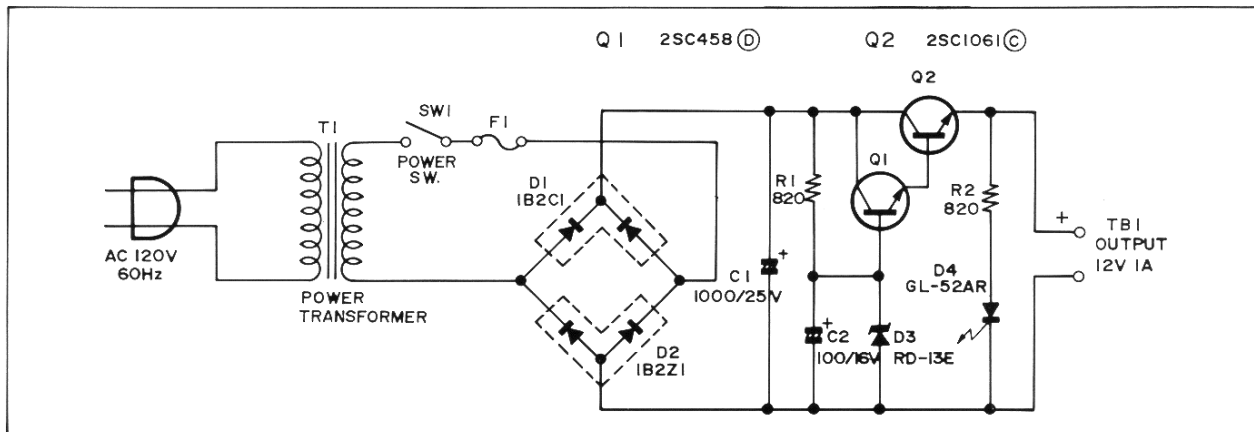 Q1 2SC458 Ⓓ Q2 2SC1061 Ⓒ
Q2
SW1
T1
F1
POWER
SW.
Q1
D1
1B2C1
R1
820
R2
820
+
TB1
OUTPUT
12V 1A
AC 120V
60Hz
POWER
TRANSFORMER
C1
1000/25V
+
D4
GL-52AR
+
C2
100/16V
D3
RD-13E
D2
1B2Z1